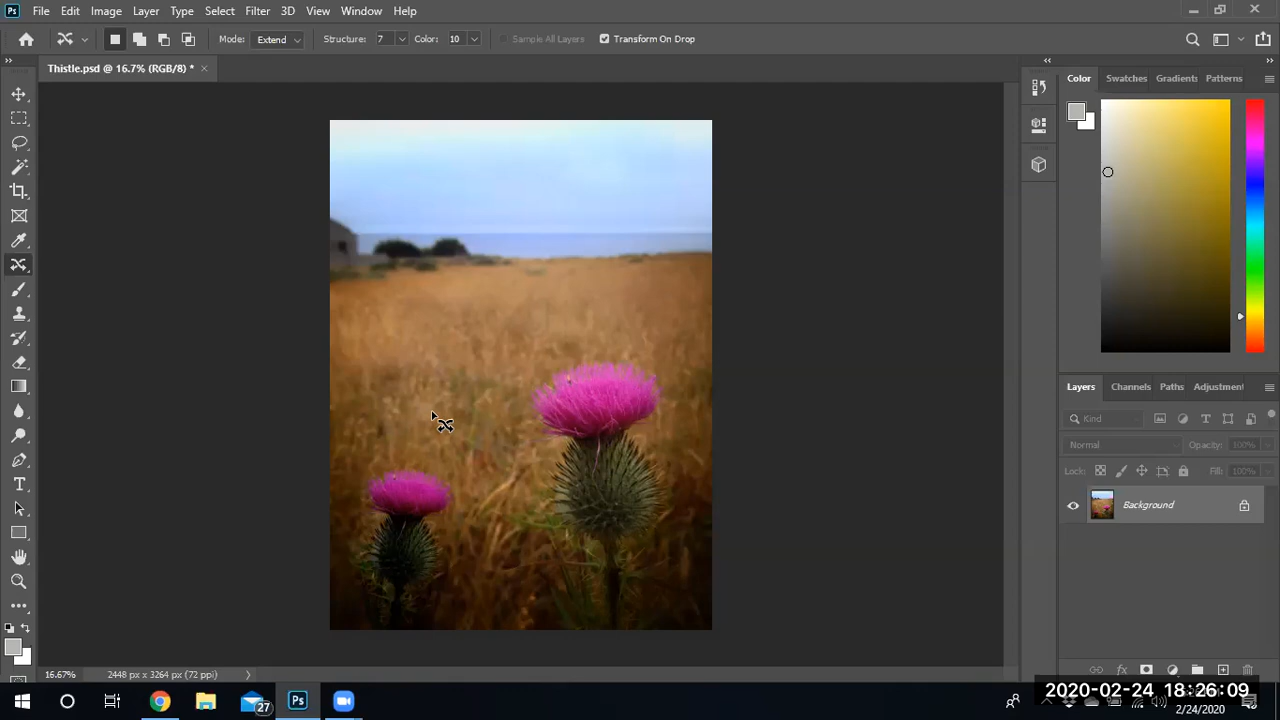 Ps File Edit Image Layer Type Select Filter 3D View Window Help
Mode: Extend Structure: 7 Color: 10 Sample All Layers Transform On Drop
Thistle.psd @ 16.7% (RGB/8) * ×
Color Swatches Gradients Patterns
Layers Channels Paths Adjustment
Kind
Normal Opacity: 100%
Lock: Fill: 100%
Background
16.67% 2448 px x 3264 px (72 ppi)
27 Ps
2020-02-24 18:26:09
2/24/2020